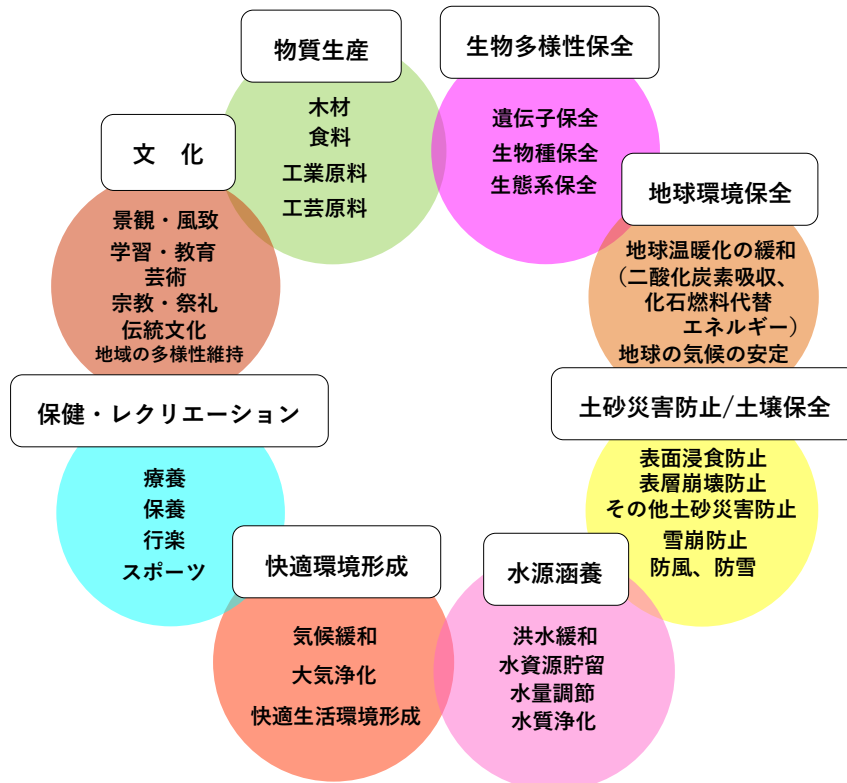 物質生産
木材
食料
工業原料
工芸原料
生物多様性保全
遺伝子保全
生物種保全
生態系保全
地球環境保全
地球温暖化の緩和
（二酸化炭素吸収、
化石燃料代替
エネルギー）
地球の気候の安定
土砂災害防止/土壌保全
表面浸食防止
表層崩壊防止
その他土砂災害防止
雪崩防止
防風、防雪
水源涵養
洪水緩和
水資源貯留
水量調節
水質浄化
快適環境形成
気候緩和
大気浄化
快適生活環境形成
保健・レクリエーション
療養
保養
行楽
スポーツ
文　化
景観・風致
学習・教育
芸術
宗教・祭礼
伝統文化
地域の多様性維持